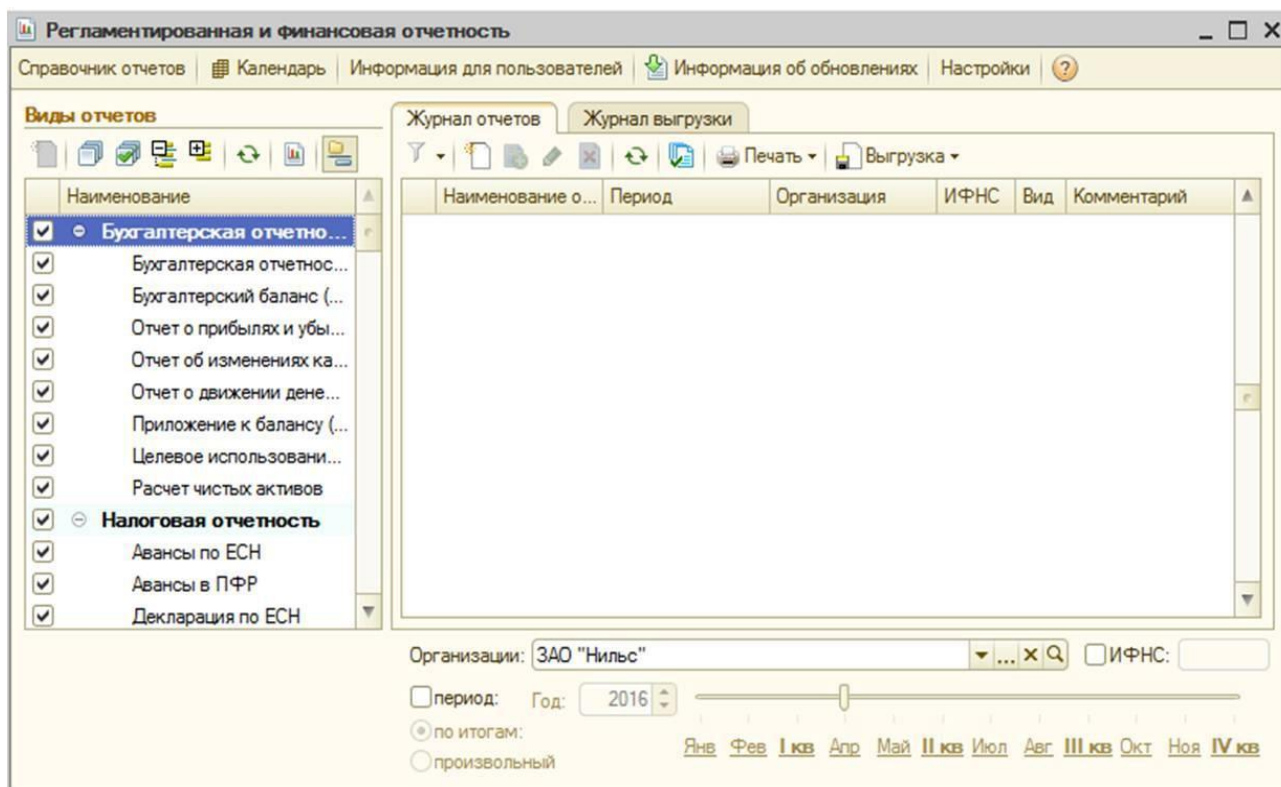 Регламентированная и финансовая отчетность
Справочник отчетов Календарь Информация для пользователей Информация об обновлениях Настройки ?
Виды отчетов
Наименование
Бухгалтерская отчетно...
Бухгалтерская отчетнос...
Бухгалтерский баланс (...
Отчет о прибылях и убы...
Отчет об изменениях ка...
Отчет о движении дене...
Приложение к балансу (...
Целевое использовани...
Расчет чистых активов
Налоговая отчетность
Авансы по ЕСН
Авансы в ПФР
Декларация по ЕСН
Журнал отчетов Журнал выгрузки
Печать Выгрузка
Наименование о... Период Организация ИФНС Вид Комментарий
Организации: ЗАО "Нильс" ... ИФНС:
период: Год: 2016
по итогам:
произвольный
Янв Фев I кв Апр Май II кв Июл Авг III кв Окт Ноя IV кв